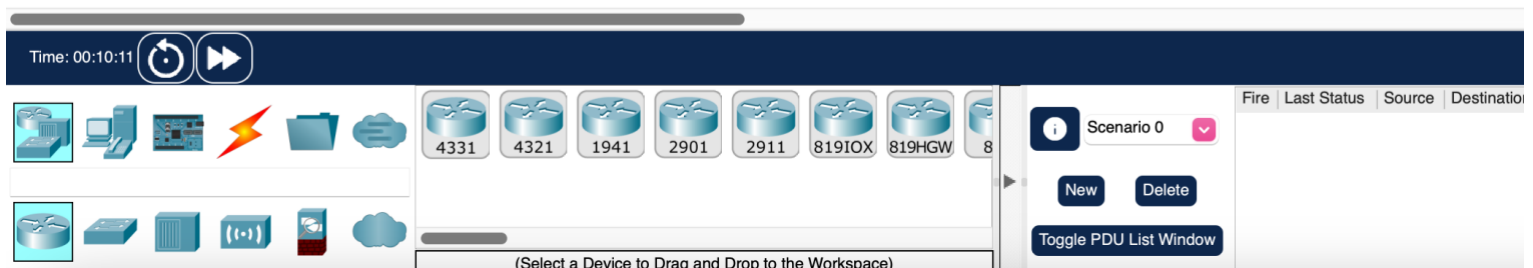 Time: 00:10:11
Fire Last Status Source Destination
Scenario 0
4331 4321 1941 2901 2911 819IOX 819HGW
New Delete
Toggle PDU List Window
(Select a Device to Drag and Drop to the Workspace)